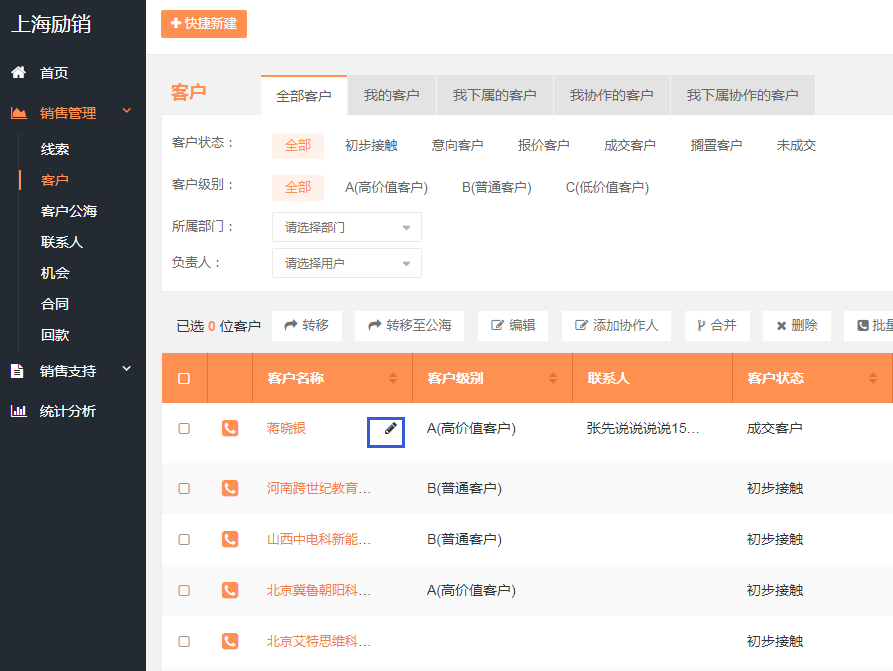 上海励销
快捷新建
首页
销售管理
线索
客户
客户公海
联系人
机会
合同
回款
销售支持
统计分析
客户 全部客户 我的客户 我下属的客户 我协作的客户 我下属协作的客户
客户状态： 全部 初步接触 意向客户 报价客户 成交客户 搁置客户 未成交
客户级别： 全部 A(高价值客户) B(普通客户) C(低价值客户)
所属部门： 请选择部门
负责人： 请选择用户
已选 0 位客户 转移 转移至公海 编辑 添加协作人 合并 删除 批量
客户名称 客户级别 联系人 客户状态
蒋晓银 A(高价值客户) 张先说说说说15... 成交客户
河南跨世纪教育... B(普通客户) 初步接触
山西中电科新能... B(普通客户) 初步接触
北京冀鲁朝阳科... A(高价值客户) 初步接触
北京艾特思维科... 初步接触